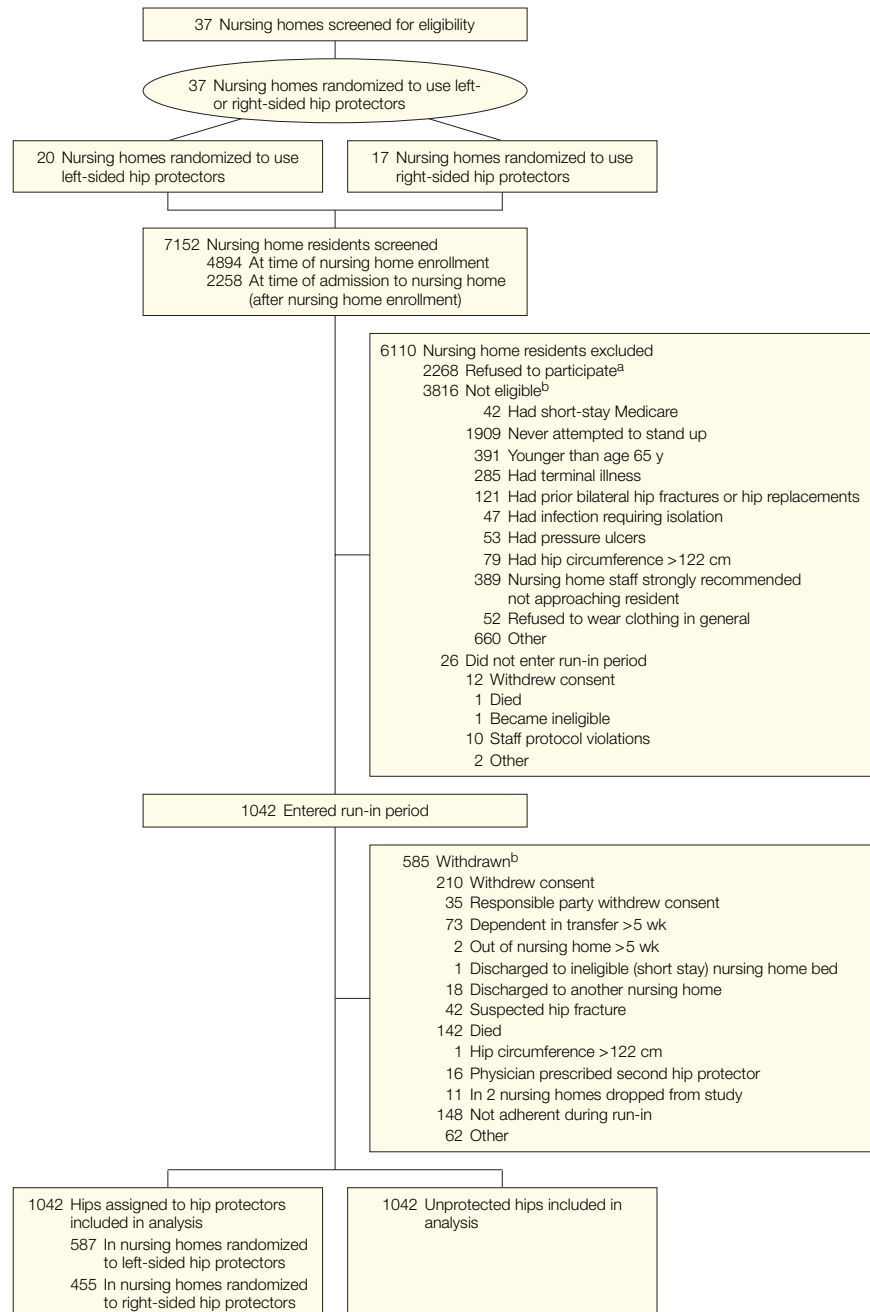 37 Nursing homes screened for eligibility
37 Nursing homes randomized to use left-
or right-sided hip protectors
20 Nursing homes randomized to use
left-sided hip protectors
17 Nursing homes randomized to use
right-sided hip protectors
7152 Nursing home residents screened
4894 At time of nursing home enrollment
2258 At time of admission to nursing home
(after nursing home enrollment)
6110 Nursing home residents excluded
2268 Refused to participatea
3816 Not eligibleb
42 Had short-stay Medicare
1909 Never attempted to stand up
391 Younger than age 65 y
285 Had terminal illness
121 Had prior bilateral hip fractures or hip replacements
47 Had infection requiring isolation
53 Had pressure ulcers
79 Had hip circumference >122 cm
389 Nursing home staff strongly recommended
not approaching resident
52 Refused to wear clothing in general
660 Other
26 Did not enter run-in period
12 Withdrew consent
1 Died
1 Became ineligible
10 Staff protocol violations
2 Other
1042 Entered run-in period
585 Withdrawnb
210 Withdrew consent
35 Responsible party withdrew consent
73 Dependent in transfer >5 wk
2 Out of nursing home >5 wk
1 Discharged to ineligible (short stay) nursing home bed
18 Discharged to another nursing home
42 Suspected hip fracture
142 Died
1 Hip circumference >122 cm
16 Physician prescribed second hip protector
11 In 2 nursing homes dropped from study
148 Not adherent during run-in
62 Other
1042 Hips assigned to hip protectors
included in analysis
587 In nursing homes randomized
to left-sided hip protectors
455 In nursing homes randomized
to right-sided hip protectors
1042 Unprotected hips included in
analysis